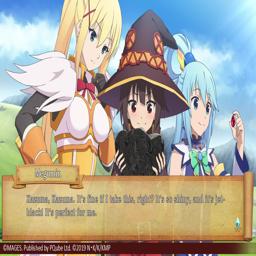 Megumin
Kazuma, Kazuma. It's fine if I take this, right? It's so shiny, and it's jet-
black! It's perfect for me.
©MAGES. Published by PQube Ltd. ©2019 N・K/K/KMP